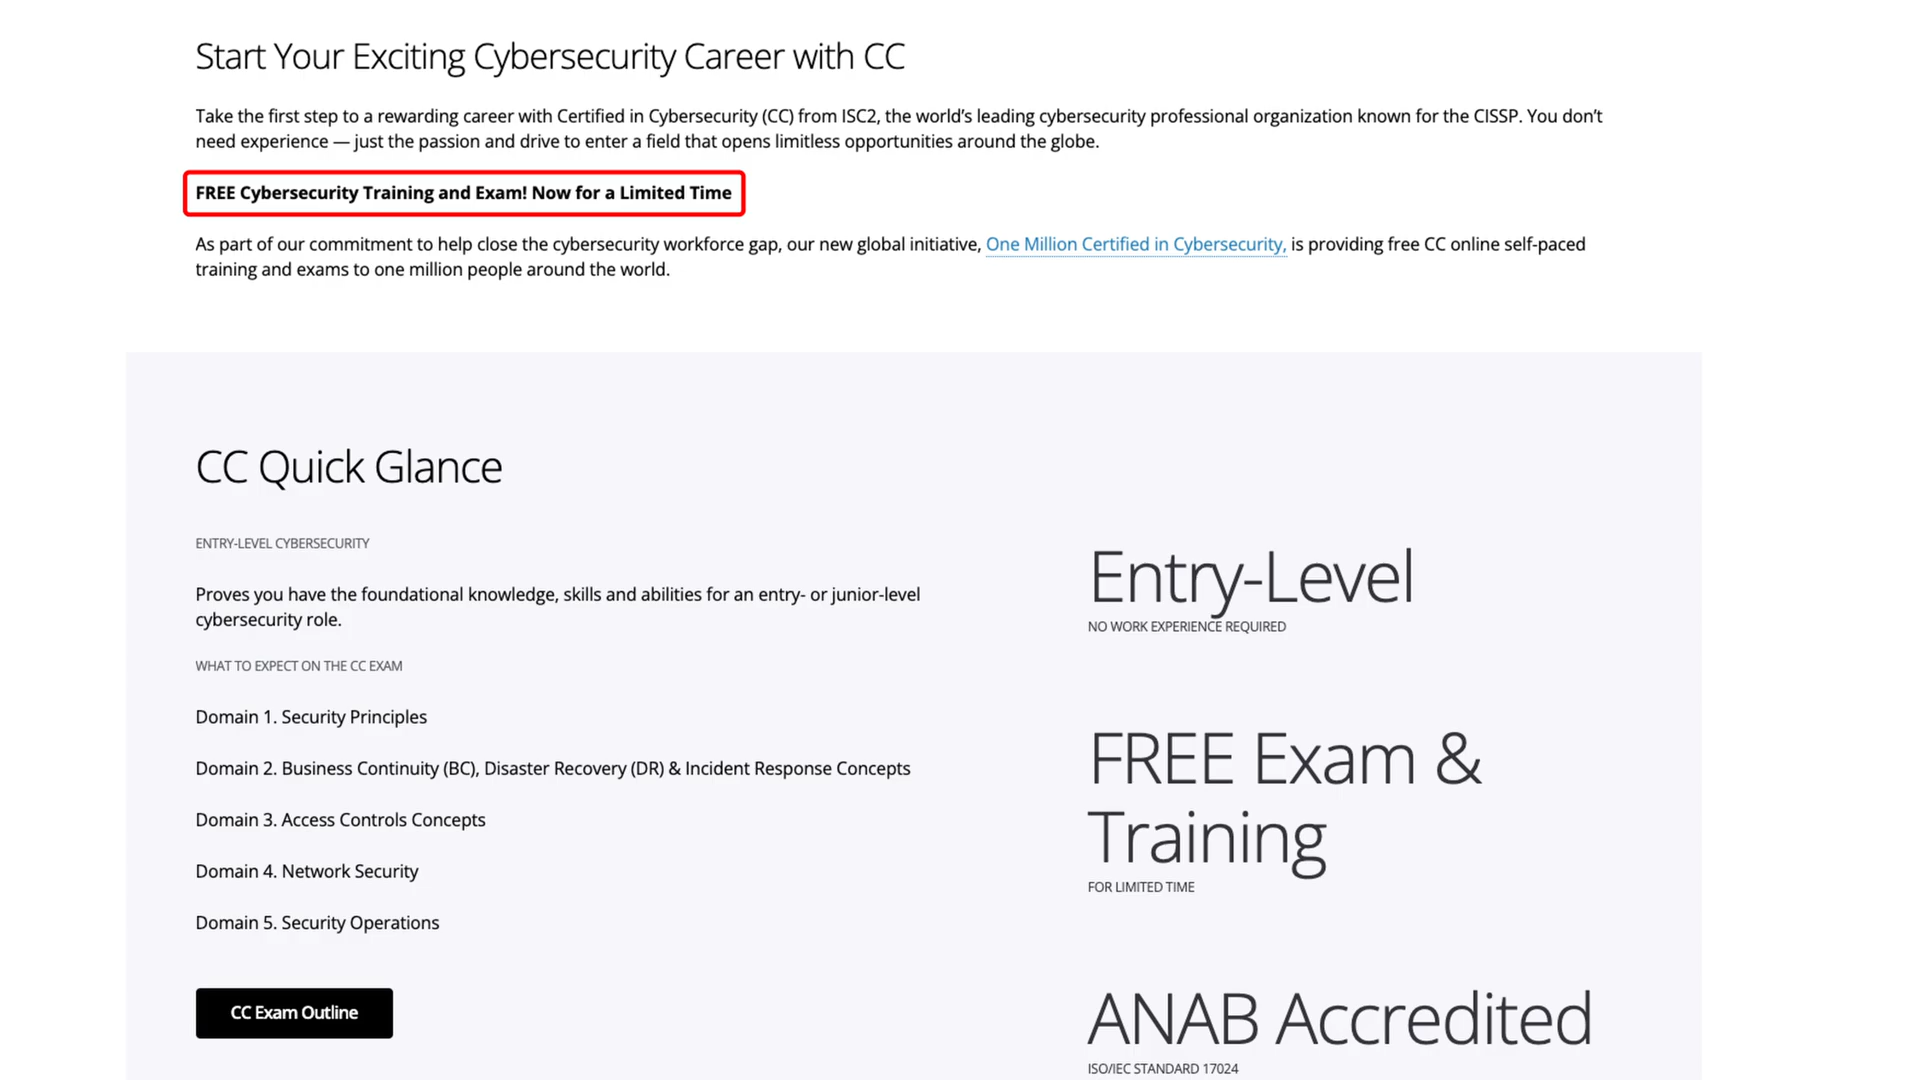 Start Your Exciting Cybersecurity Career with CC
Take the first step to a rewarding career with Certified in Cybersecurity (CC) from ISC2, the world’s leading cybersecurity professional organization known for the CISSP. You don’t
need experience — just the passion and drive to enter a field that opens limitless opportunities around the globe.
FREE Cybersecurity Training and Exam! Now for a Limited Time
As part of our commitment to help close the cybersecurity workforce gap, our new global initiative, One Million Certified in Cybersecurity, is providing free CC online self-paced
training and exams to one million people around the world.
CC Quick Glance
ENTRY-LEVEL CYBERSECURITY
Proves you have the foundational knowledge, skills and abilities for an entry- or junior-level
cybersecurity role.
WHAT TO EXPECT ON THE CC EXAM
Domain 1. Security Principles
Domain 2. Business Continuity (BC), Disaster Recovery (DR) & Incident Response Concepts
Domain 3. Access Controls Concepts
Domain 4. Network Security
Domain 5. Security Operations
CC Exam Outline
Entry-Level
NO WORK EXPERIENCE REQUIRED
FREE Exam &
Training
FOR LIMITED TIME
ANAB Accredited
ISO/IEC STANDARD 17024